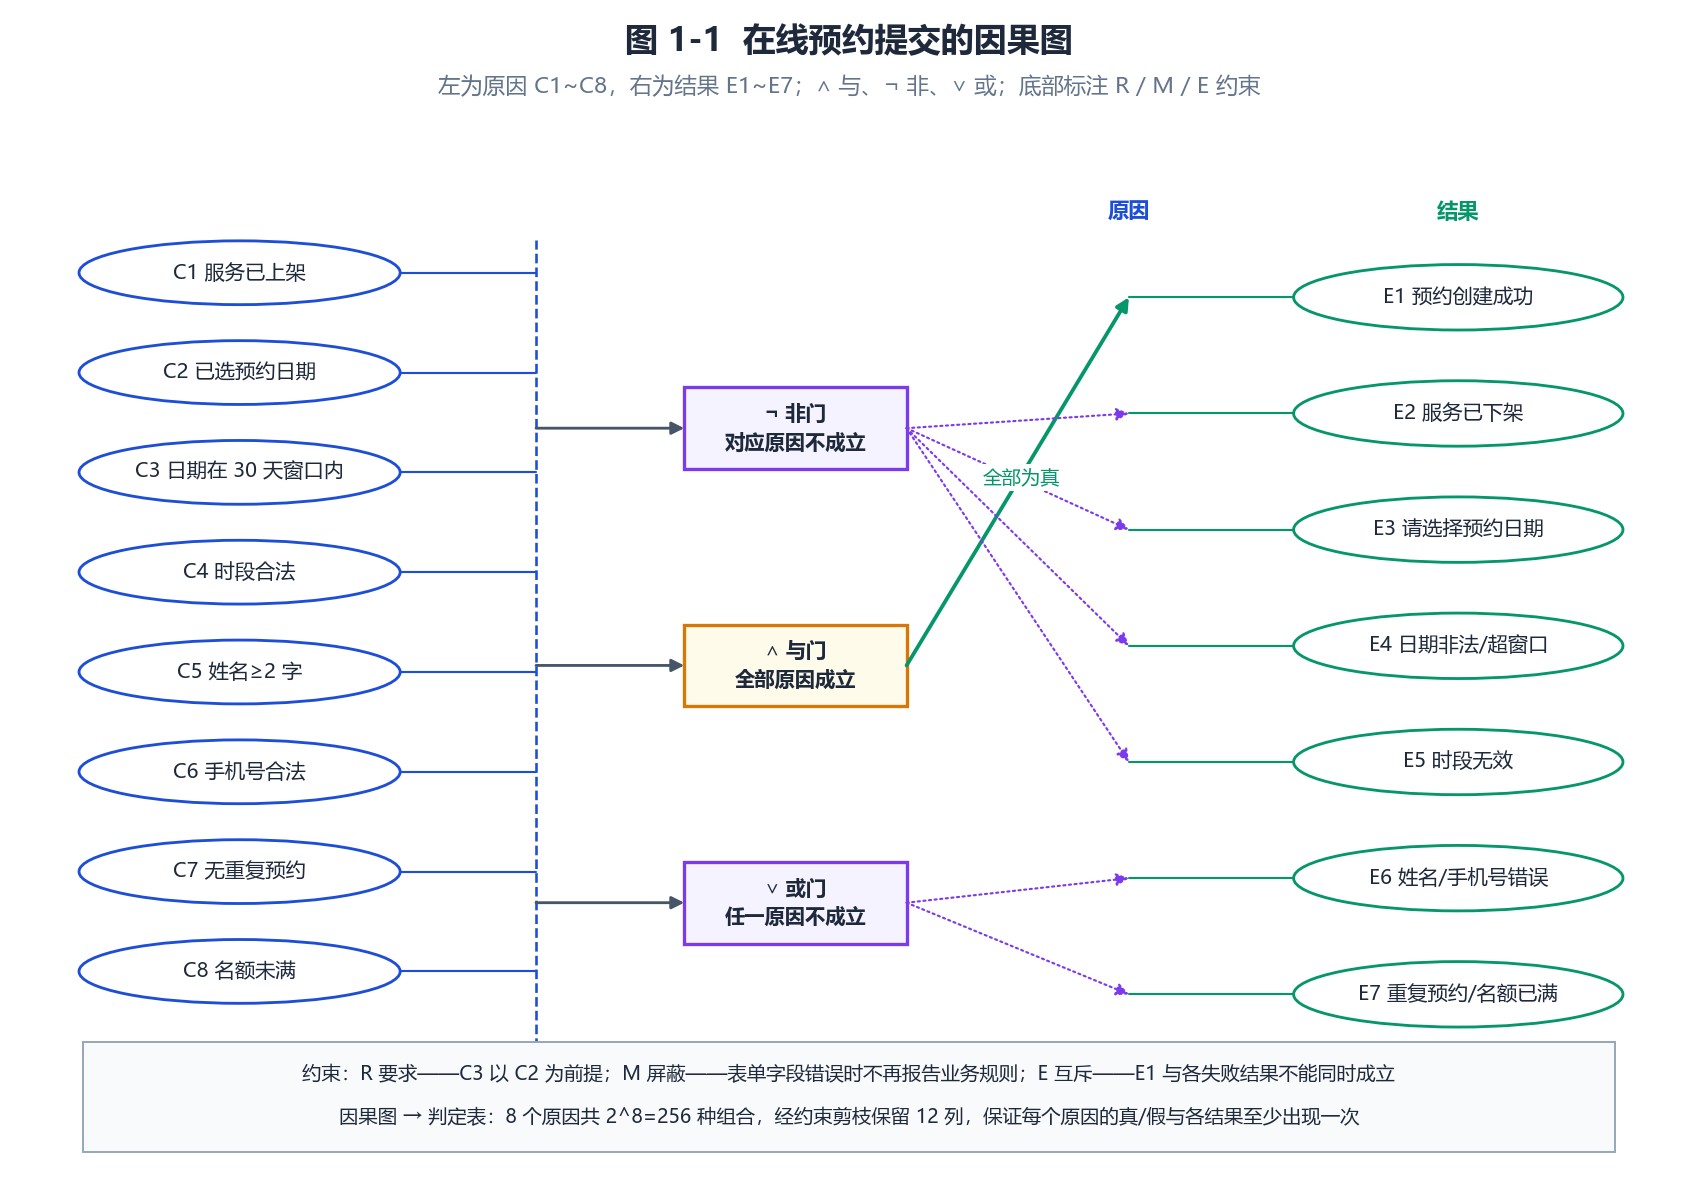 图 1-1 在线预约提交的因果图
左为原因 C1~C8，右为结果 E1~E7；∧ 与、¬ 非、∨ 或；底部标注 R / M / E 约束
原因
结果
C1 服务已上架
C2 已选预约日期
C3 日期在 30 天窗口内
C4 时段合法
C5 姓名≥2 字
C6 手机号合法
C7 无重复预约
C8 名额未满
¬ 非门
对应原因不成立
∧ 与门
全部原因成立
∨ 或门
任一原因不成立
全部为真
E1 预约创建成功
E2 服务已下架
E3 请选择预约日期
E4 日期非法/超窗口
E5 时段无效
E6 姓名/手机号错误
E7 重复预约/名额已满
约束：R 要求——C3 以 C2 为前提；M 屏蔽——表单字段错误时不再报告业务规则；E 互斥——E1 与各失败结果不能同时成立
因果图 → 判定表：8 个原因共 2^8=256 种组合，经约束剪枝保留 12 列，保证每个原因的真/假与各结果至少出现一次